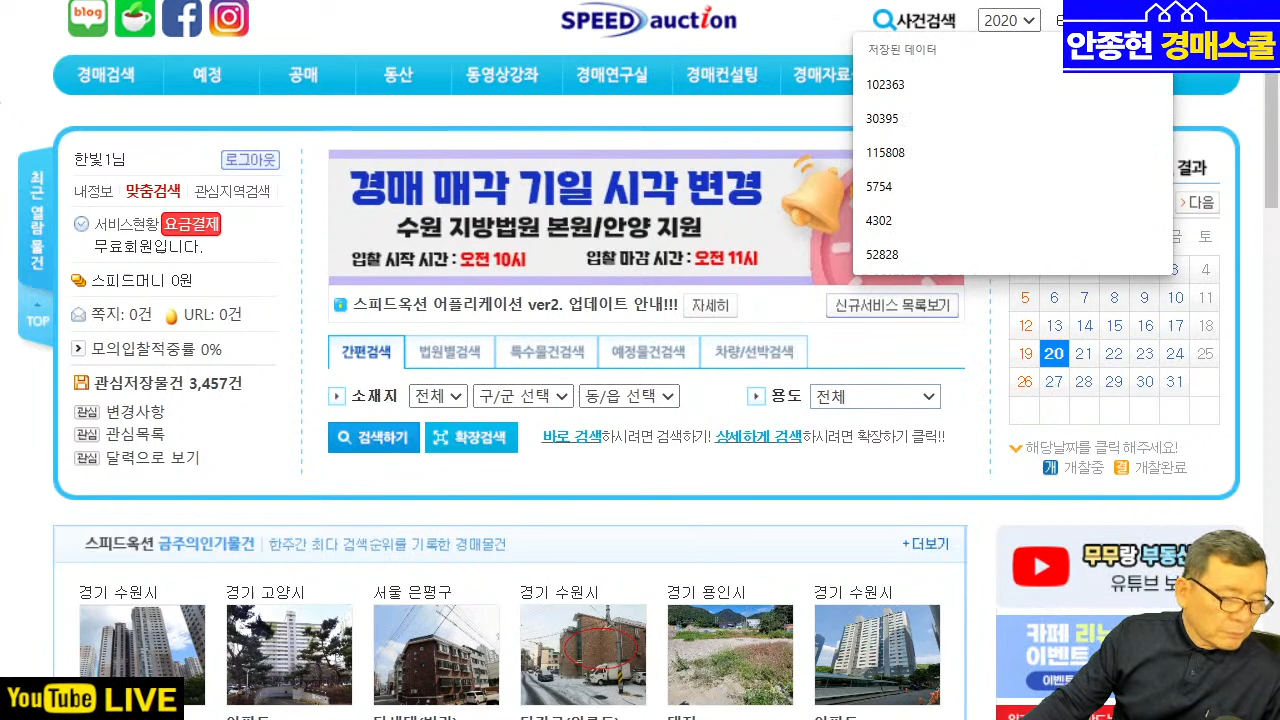 blog
SPEED auction
사건검색
2020
안종현 경매스쿨
경매검색
예정
공매
동산
동영상강좌
경매연구실
경매컨설팅
경매자료
저장된 데이터
102363
30395
115808
5754
4302
52828
최근 열람 물건
TOP
한빛1님
로그아웃
내정보
맞춤검색
관심지역검색
서비스현황
요금결제
무료회원입니다.
스피드머니 0원
쪽지: 0건
URL: 0건
모의입찰적중률 0%
관심저장물건 3,457건
관심 변경사항
관심 관심목록
관심 달력으로 보기
경매 매각 기일 시각 변경
수원 지방법원 본원/안양 지원
입찰 시작 시간 : 오전 10시
입찰 마감 시간 : 오전 11시
스피드옥션 어플리케이션 ver2. 업데이트 안내!!!
자세히
신규서비스 목록보기
간편검색
법원별검색
특수물건검색
예정물건검색
차량/선박검색
소재지
전체
구/군 선택
동/읍 선택
용도
전체
검색하기
확장검색
바로 검색하시려면 검색하기! 상세하게 검색하시려면 확장하기 클릭!!
결과
다음
금 토
3 4
5 6 7 8 9 10 11
12 13 14 15 16 17 18
19 20 21 22 23 24 25
26 27 28 29 30 31
해당날짜를 클릭 해주세요!
개 개찰중
결 개찰완료
스피드옥션 금주의인기물건 | 한주간 최다 검색순위를 기록한 경매물건
+더보기
경기 수원시
경기 고양시
서울 은평구
경기 수원시
경기 용인시
경기 수원시
무무랑 부동산
유튜브 보
카페 리뉴
이벤트
이벤트
YouTube LIVE